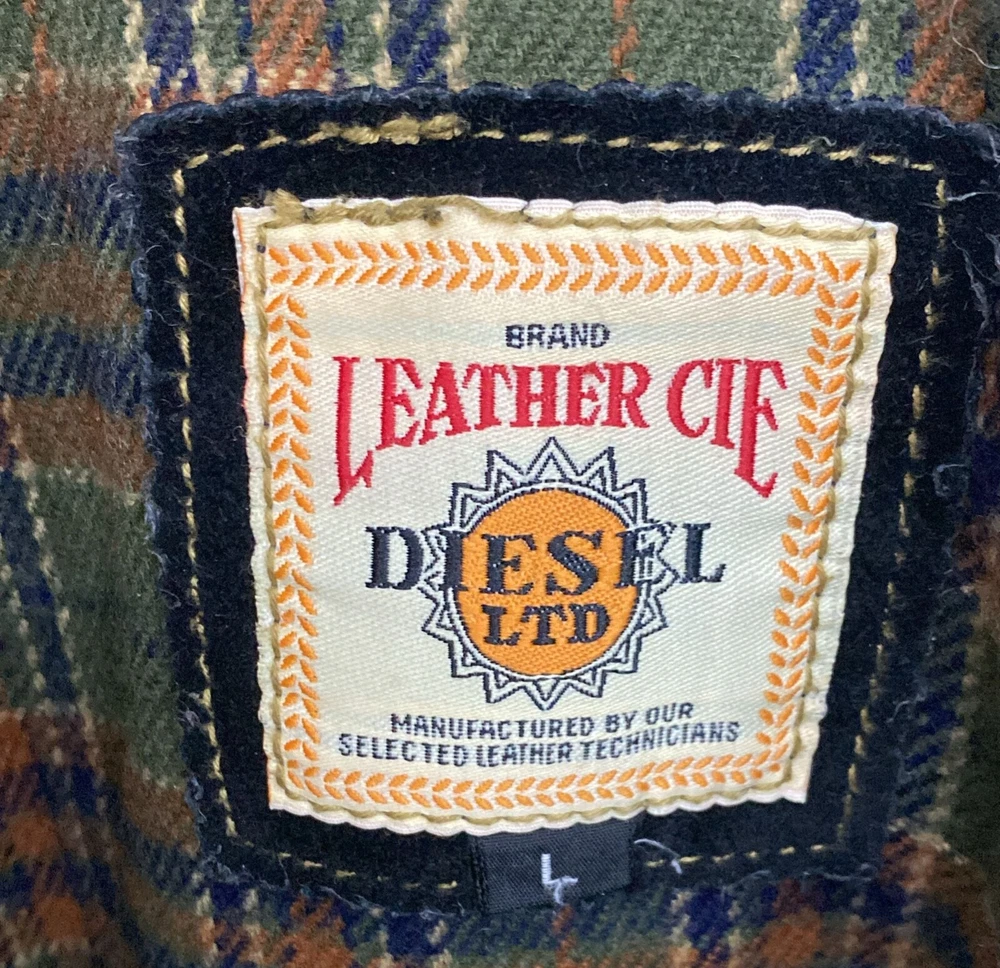 BRAND
LEATHER CIE
DIESEL
LTD
MANUFACTURED BY OUR
SELECTED LEATHER TECHNICIANS
L